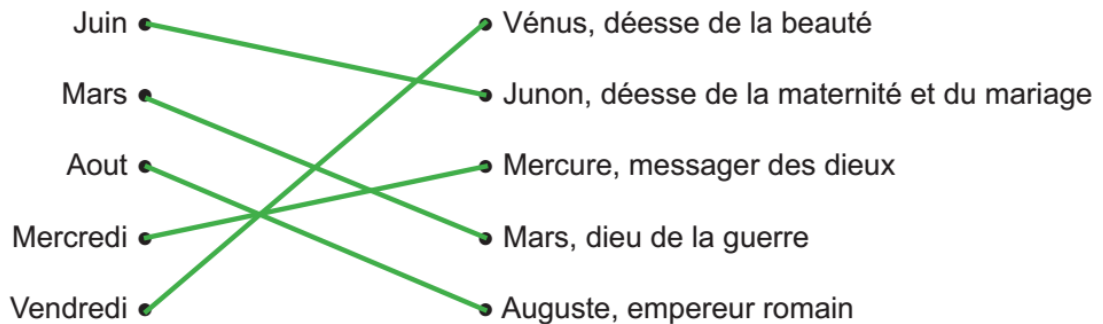 Juin Vénus, déesse de la beauté
Mars Junon, déesse de la maternité et du mariage
Aout Mercure, messager des dieux
Mercredi Mars, dieu de la guerre
Vendredi Auguste, empereur romain